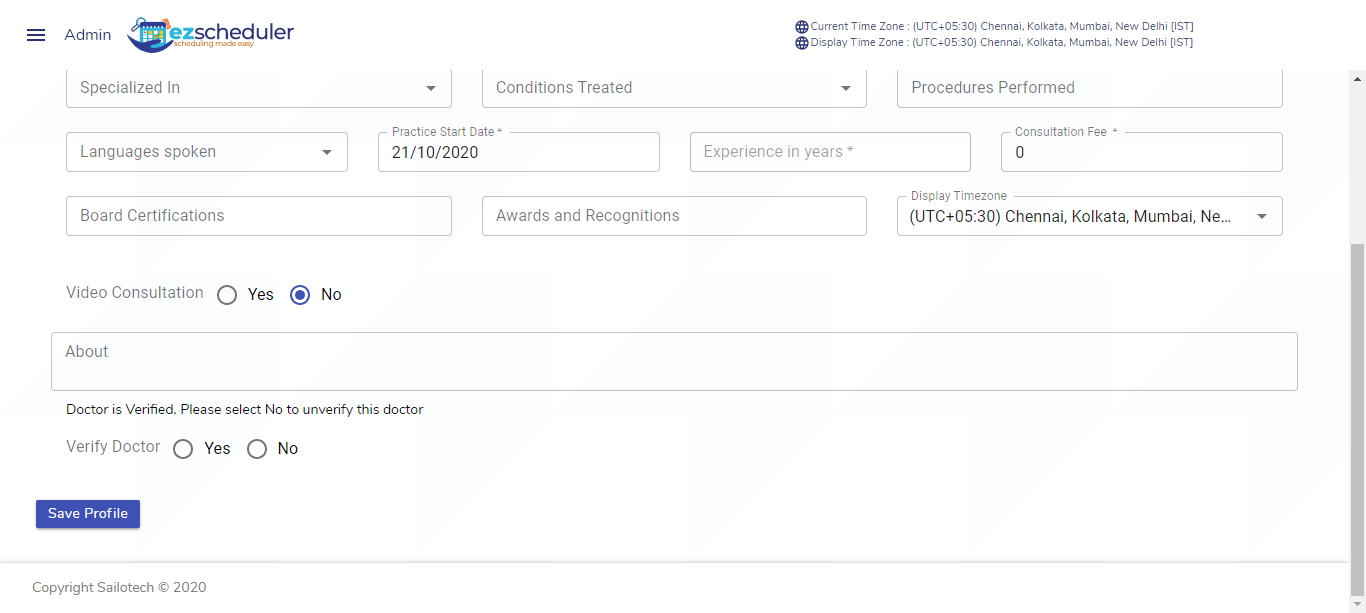 Admin
ezscheduler
scheduling made easy
Current Time Zone : (UTC+05:30) Chennai, Kolkata, Mumbai, New Delhi [IST]
Display Time Zone : (UTC+05:30) Chennai, Kolkata, Mumbai, New Delhi [IST]
Specialized In
Conditions Treated
Procedures Performed
Languages spoken
Practice Start Date *
21/10/2020
Experience in years *
Consultation Fee *
0
Board Certifications
Awards and Recognitions
Display Timezone
(UTC+05:30) Chennai, Kolkata, Mumbai, Ne...
Video Consultation Yes No
About
Doctor is Verified. Please select No to unverify this doctor
Verify Doctor Yes No
Save Profile
Copyright Sailotech © 2020